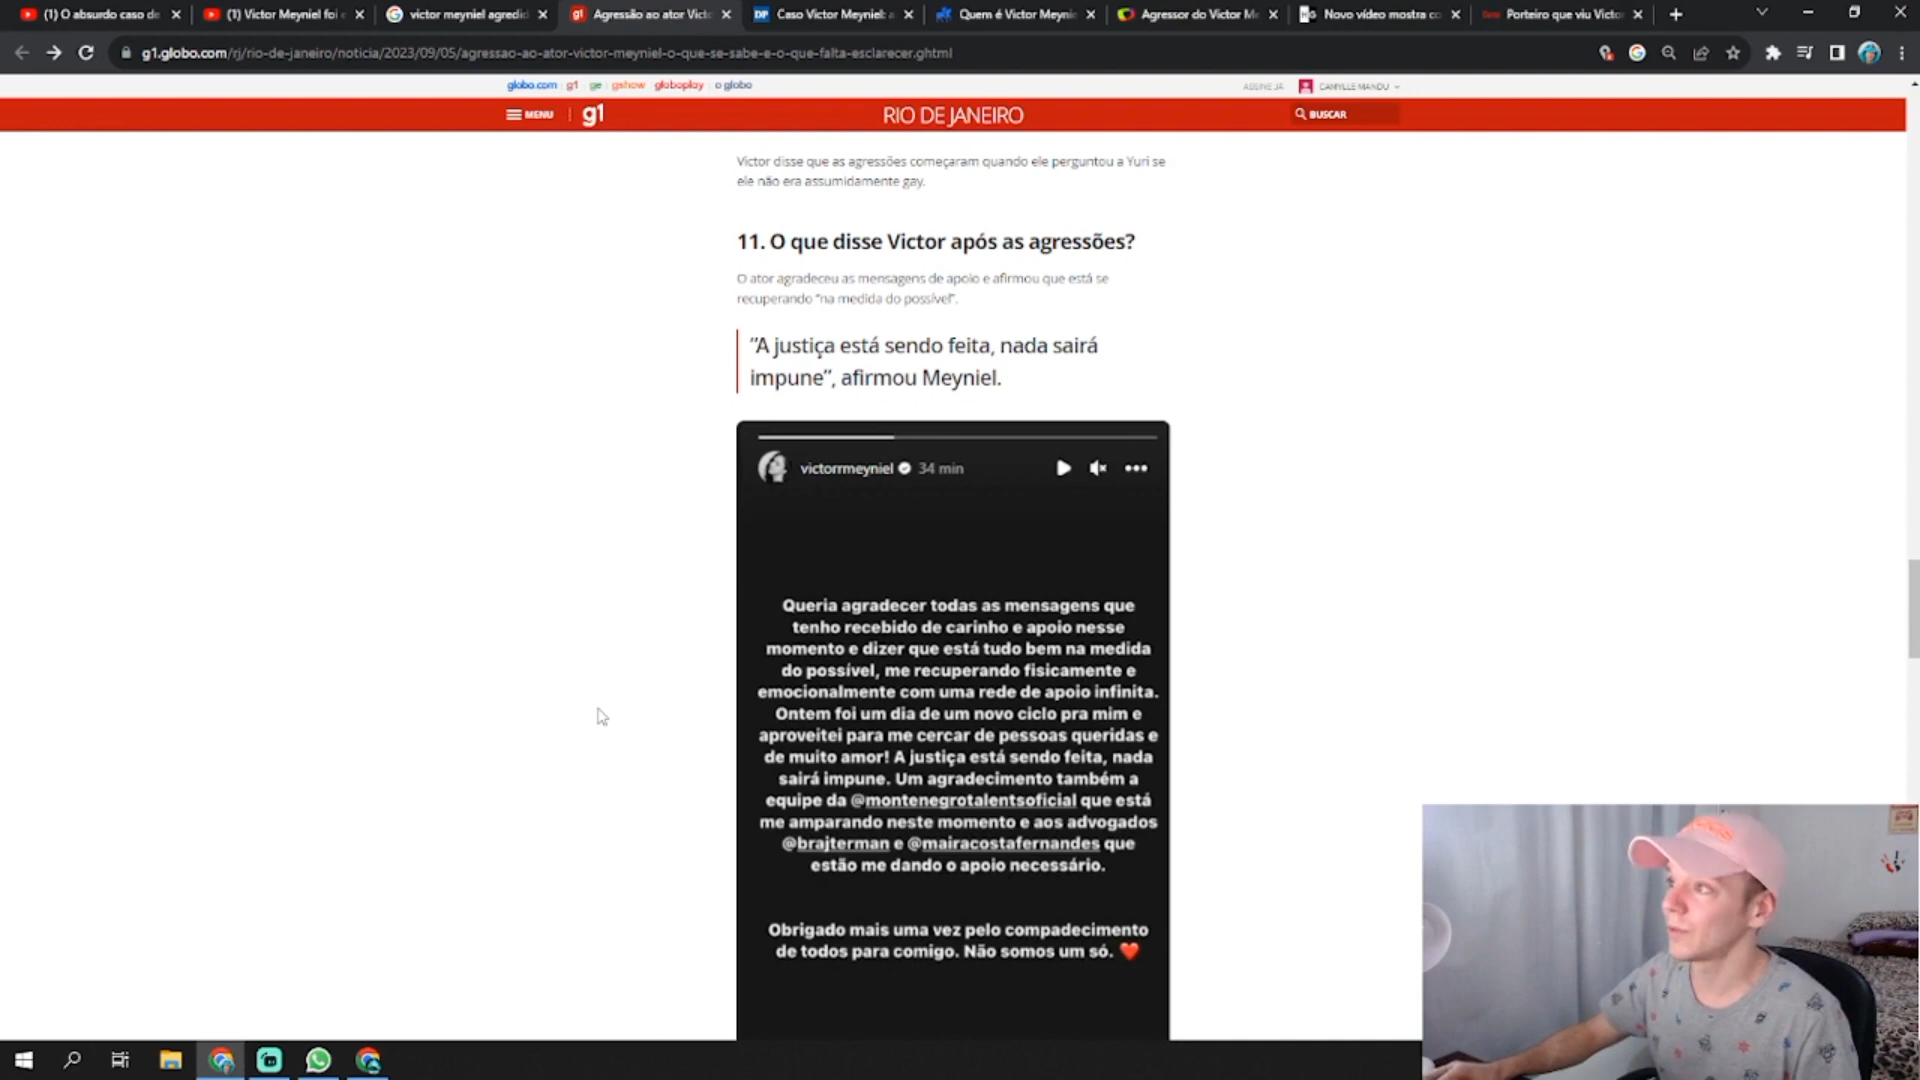 (1) O absurdo caso de
(1) Victor Meyniel foi e
victor meyniel agredid
Agressão ao ator Victo
Caso Victor Meyniel: a
Quem é Victor Meynie
Agressor do Victor Me
Novo vídeo mostra co
Porteiro que viu Victor
g1.globo.com/rj/rio-de-janeiro/noticia/2023/09/05/agressao-ao-ator-victor-meyniel-o-que-se-sabe-e-o-que-falta-esclarecer.ghtml
globo.com g1 ge gshow globoplay o globo
ASSINE JÁ CAMYLLE MANDU
MENU g1 RIO DE JANEIRO BUSCAR
Victor disse que as agressões começaram quando ele perguntou a Yuri se
ele não era assumidamente gay.
11. O que disse Victor após as agressões?
O ator agradeceu as mensagens de apoio e afirmou que está se
recuperando “na medida do possível”.
“A justiça está sendo feita, nada sairá
impune”, afirmou Meyniel.
victorrmeyniel 34 min
Queria agradecer todas as mensagens que
tenho recebido de carinho e apoio nesse
momento e dizer que está tudo bem na medida
do possível, me recuperando fisicamente e
emocionalmente com uma rede de apoio infinita.
Ontem foi um dia de um novo ciclo pra mim e
aproveitei para me cercar de pessoas queridas e
de muito amor! A justiça está sendo feita, nada
sairá impune. Um agradecimento também a
equipe da @montenegrotalentsoficial que está
me amparando neste momento e aos advogados
@brajterman e @mairacostafernandes que
estão me dando o apoio necessário.
Obrigado mais uma vez pelo compadecimento
de todos para comigo. Não somos um só. ❤️